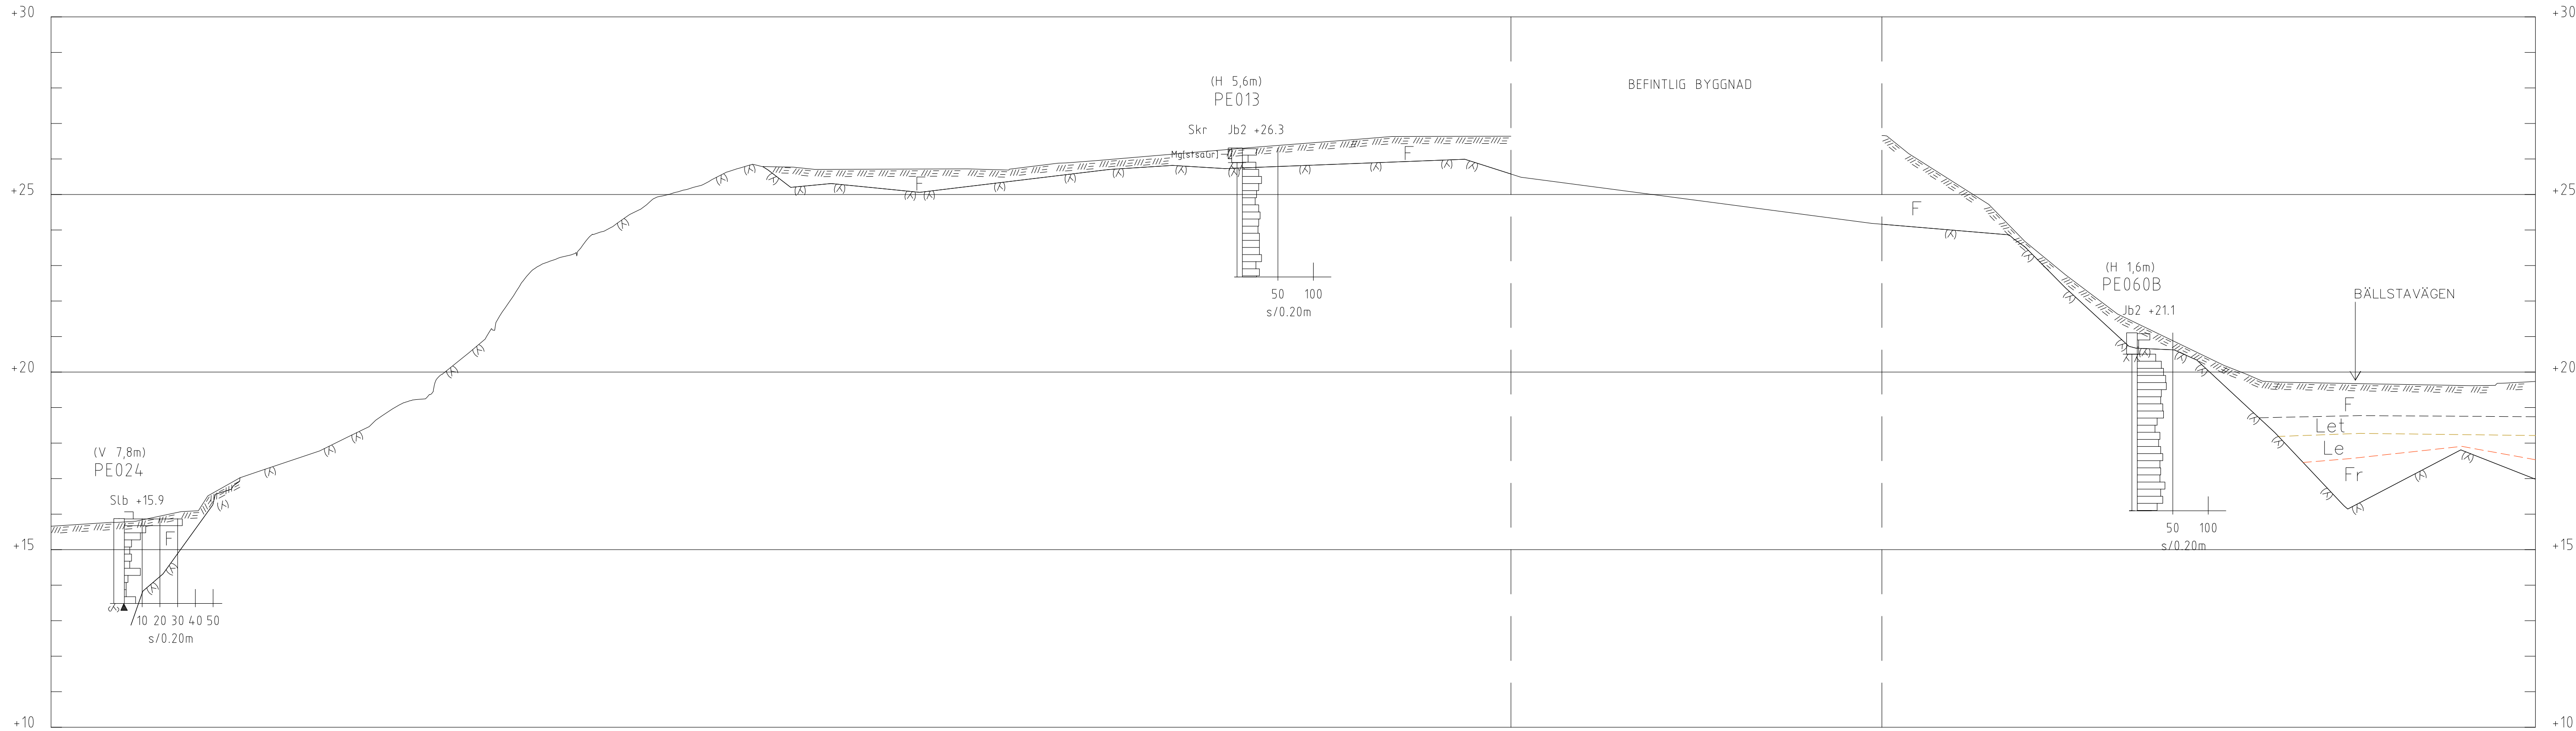 +30
+30
(H 5,6m)
PE013
BEFINTLIG BYGGNAD
Skr Jb2 +26.3
Mg[stsaGr]
F
F
+25
+25
F
F
50 100
s/0.20m
(H 1,6m)
PE060B
Jb2 +21.1
BÄLLSTAVÄGEN
+20
+20
F
Let
Le
Fr
(V 7,8m)
PE024
Slb +15.9
F
50 100
s/0.20m
+15
+15
10 20 30 40 50
s/0.20m
+10
+10